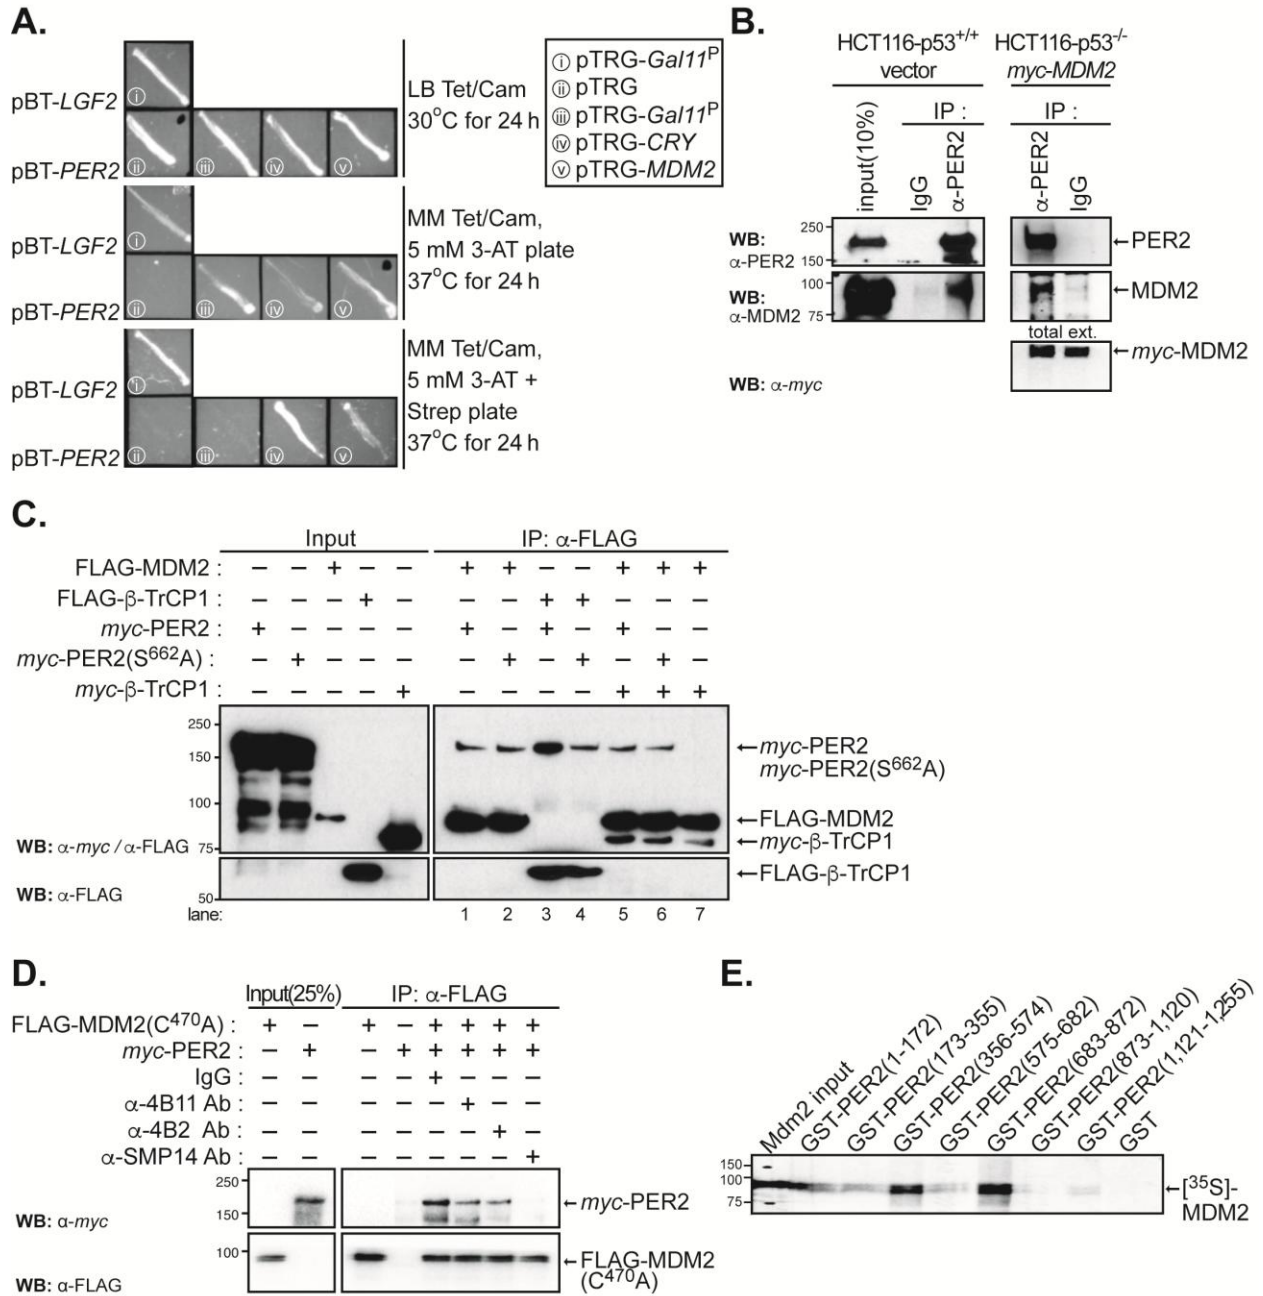 A.
pBT-LGF2
pBT-PER2
LB Tet/Cam
30°C for 24 h
pBT-LGF2
pBT-PER2
MM Tet/Cam,
5 mM 3-AT plate
37°C for 24 h
pBT-LGF2
pBT-PER2
MM Tet/Cam,
5 mM 3-AT +
Strep plate
37°C for 24 h
i
ii iii iv v
i
ii iii iv v
i
ii iii iv v
i pTRG-Gal11ᴾ
ii pTRG
iii pTRG-Gal11ᴾ
iv pTRG-CRY
v pTRG-MDM2
B.
HCT116-p53⁺/⁺
vector
HCT116-p53⁻/⁻
myc-MDM2
IP :
IP :
input(10%)
IgG
α-PER2
α-PER2
IgG
WB:
α-PER2
250
150
←PER2
WB:
α-MDM2
100
75
←MDM2
total ext.
←myc-MDM2
WB: α-myc
C.
Input
IP: α-FLAG
FLAG-MDM2 : − − + − − + + − − + + +
FLAG-β-TrCP1 : − − − + − − − + + − − −
myc-PER2 : + − − − − + − + − + − −
myc-PER2(S⁶⁶²A) : − + − − − − + − + − + −
myc-β-TrCP1 : − − − − + − − − − + + +
250
150
100
75
WB: α-myc / α-FLAG
←myc-PER2
myc-PER2(S⁶⁶²A)
←FLAG-MDM2
←myc-β-TrCP1
←FLAG-β-TrCP1
WB: α-FLAG
50
lane: 1 2 3 4 5 6 7
D.
Input(25%)
IP: α-FLAG
FLAG-MDM2(C⁴⁷⁰A) : + − + − + + + +
myc-PER2 : − + − + + + + +
IgG : − − − − + − − −
α-4B11 Ab : − − − − − + − −
α-4B2 Ab : − − − − − − + −
α-SMP14 Ab : − − − − − − − +
250
150
WB: α-myc
←myc-PER2
100
WB: α-FLAG
←FLAG-MDM2
(C⁴⁷⁰A)
E.
Mdm2 input
GST-PER2(1-172)
GST-PER2(173-355)
GST-PER2(356-574)
GST-PER2(575-682)
GST-PER2(683-872)
GST-PER2(873-1,120)
GST-PER2(1,121-1,255)
GST
150
100
75
←[³⁵S]-
MDM2